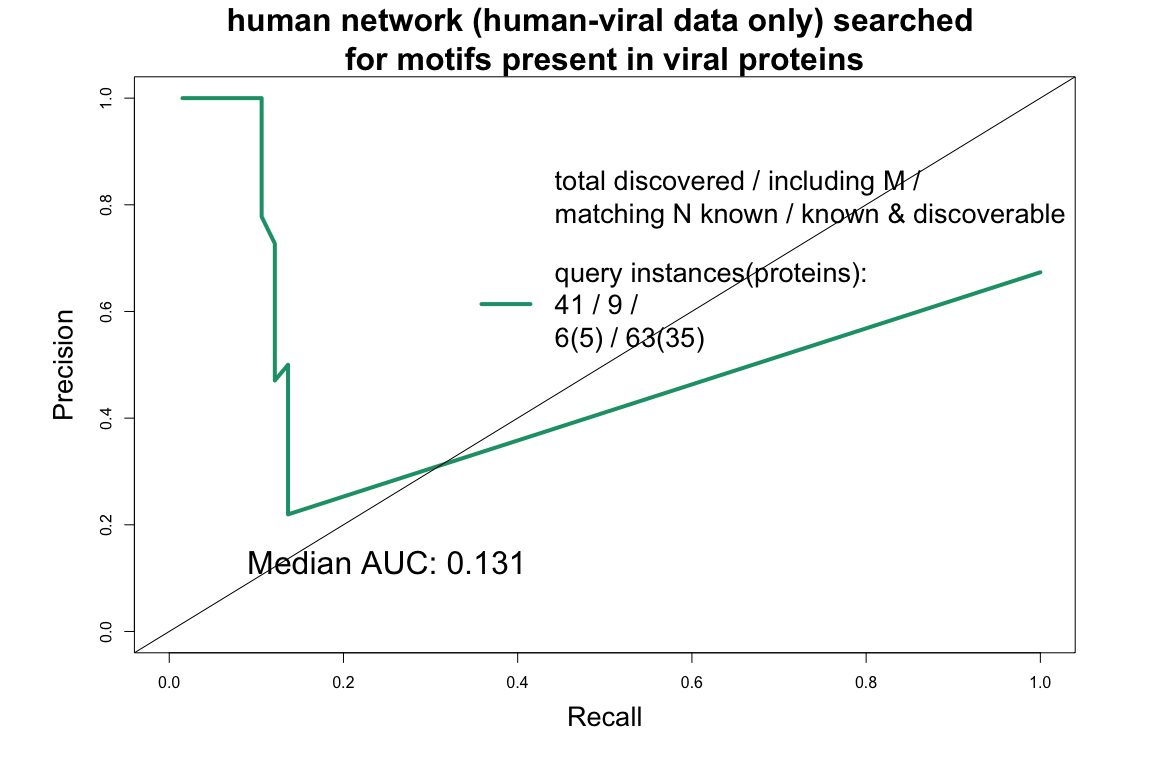 human network (human-viral data only) searched
for motifs present in viral proteins
1.0
0.8
0.6
0.4
0.2
0.0
Precision
total discovered / including M /
matching N known / known & discoverable
query instances(proteins):
41 / 9 /
6(5) / 63(35)
Median AUC: 0.131
0.0 0.2 0.4 0.6 0.8 1.0
Recall